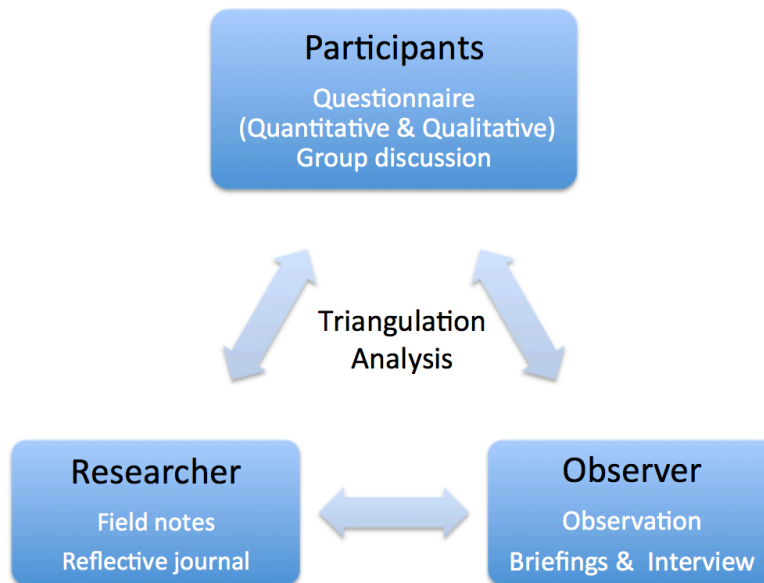 Participants
Questionnaire
(Quantitative & Qualitative)
Group discussion
Triangulation
Analysis
Researcher
Field notes
Reflective journal
Observer
Observation
Briefings & Interview